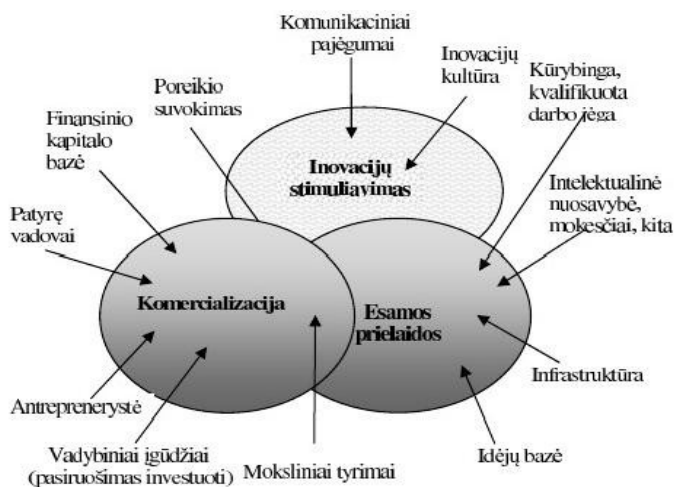 Komunikaciniai
pajėgumai
Inovacijų
kultūra
Kūrybinga,
kvalifikuota
darbo jėga
Poreikio
suvokimas
Finansinio
kapitalo
bazė
Inovacijų
stimuliavimas
Intelektualinė
nuosavybė,
mokesčiai, kita
Patyrę
vadovai
Komercializacija
Esamos
prielaidos
Infrastruktūra
Antreprenerystė
Vadybiniai įgūdžiai
(pasiruošimas investuoti)
Moksliniai tyrimai
Idėjų bazė